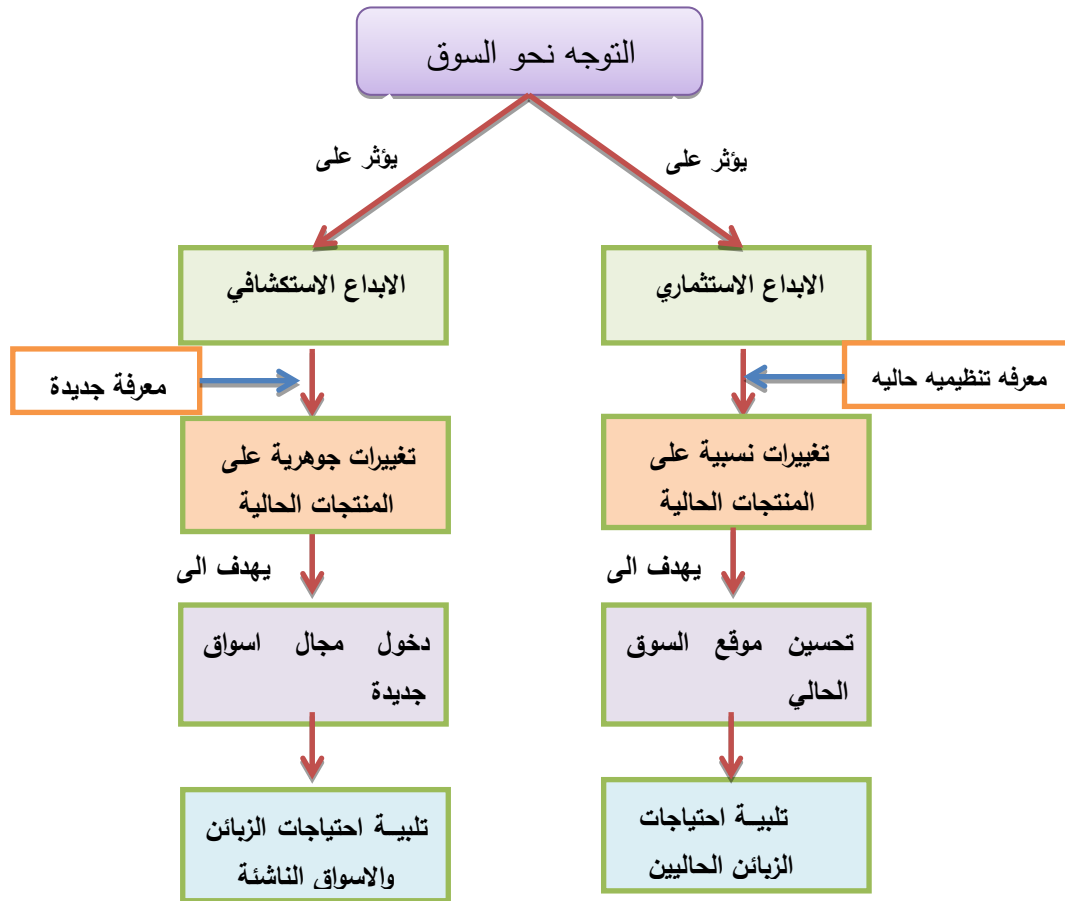 التوجه نحو السوق
يؤثر على
يؤثر على
الابداع الاستثماري
الابداع الاستكشافي
معرفه تنظيميه حاليه
معرفة جديدة
تغييرات نسبية على
المنتجات الحالية
تغييرات جوهرية على
المنتجات الحالية
يهدف الى
يهدف الى
تحسين موقع السوق
الحالي
دخول مجال اسواق
جديدة
تلبية احتياجات
الزبائن الحاليين
تلبية احتياجات الزبائن
والاسواق الناشئة